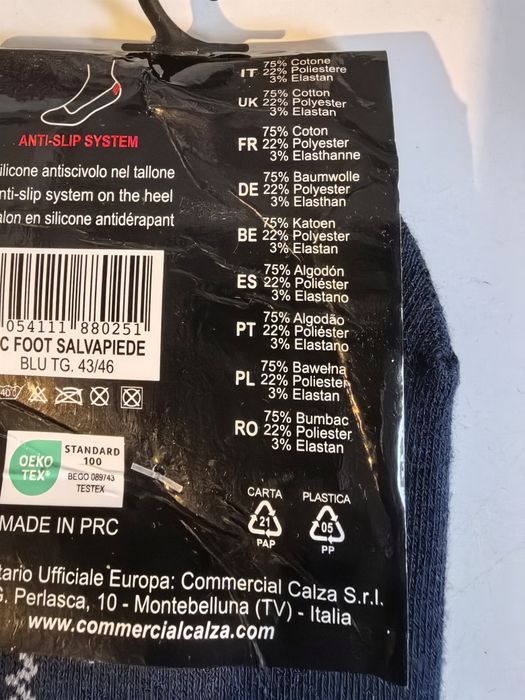 ANTI-SLIP SYSTEM
ilicone antiscivolo nel tallone
nti-slip system on the heel
alon en silicone antidérapant
054111 880251
C FOOT SALVAPIEDE
BLU TG. 43/46
40°
OEKO
TEX®
STANDARD
100
BEGO 089743
TESTEX
MADE IN PRC
IT 75% Cotone
22% Poliestere
3% Elastan
UK 75% Cotton
22% Polyester
3% Elastan
FR 75% Coton
22% Polyester
3% Elasthanne
DE 75% Baumwolle
22% Polyester
3% Elasthan
BE 75% Katoen
22% Polyester
3% Elastan
ES 75% Algodón
22% Poliéster
3% Elastano
PT 75% Algodão
22% Poliéster
3% Elastano
PL 75% Bawełna
22% Poliester
3% Elastan
RO 75% Bumbac
22% Poliester
3% Elastan
CARTA
21
PAP
PLASTICA
05
PP
tario Ufficiale Europa: Commercial Calza S.r.l.
G. Perlasca, 10 - Montebelluna (TV) - Italia
www.commercialcalza.com